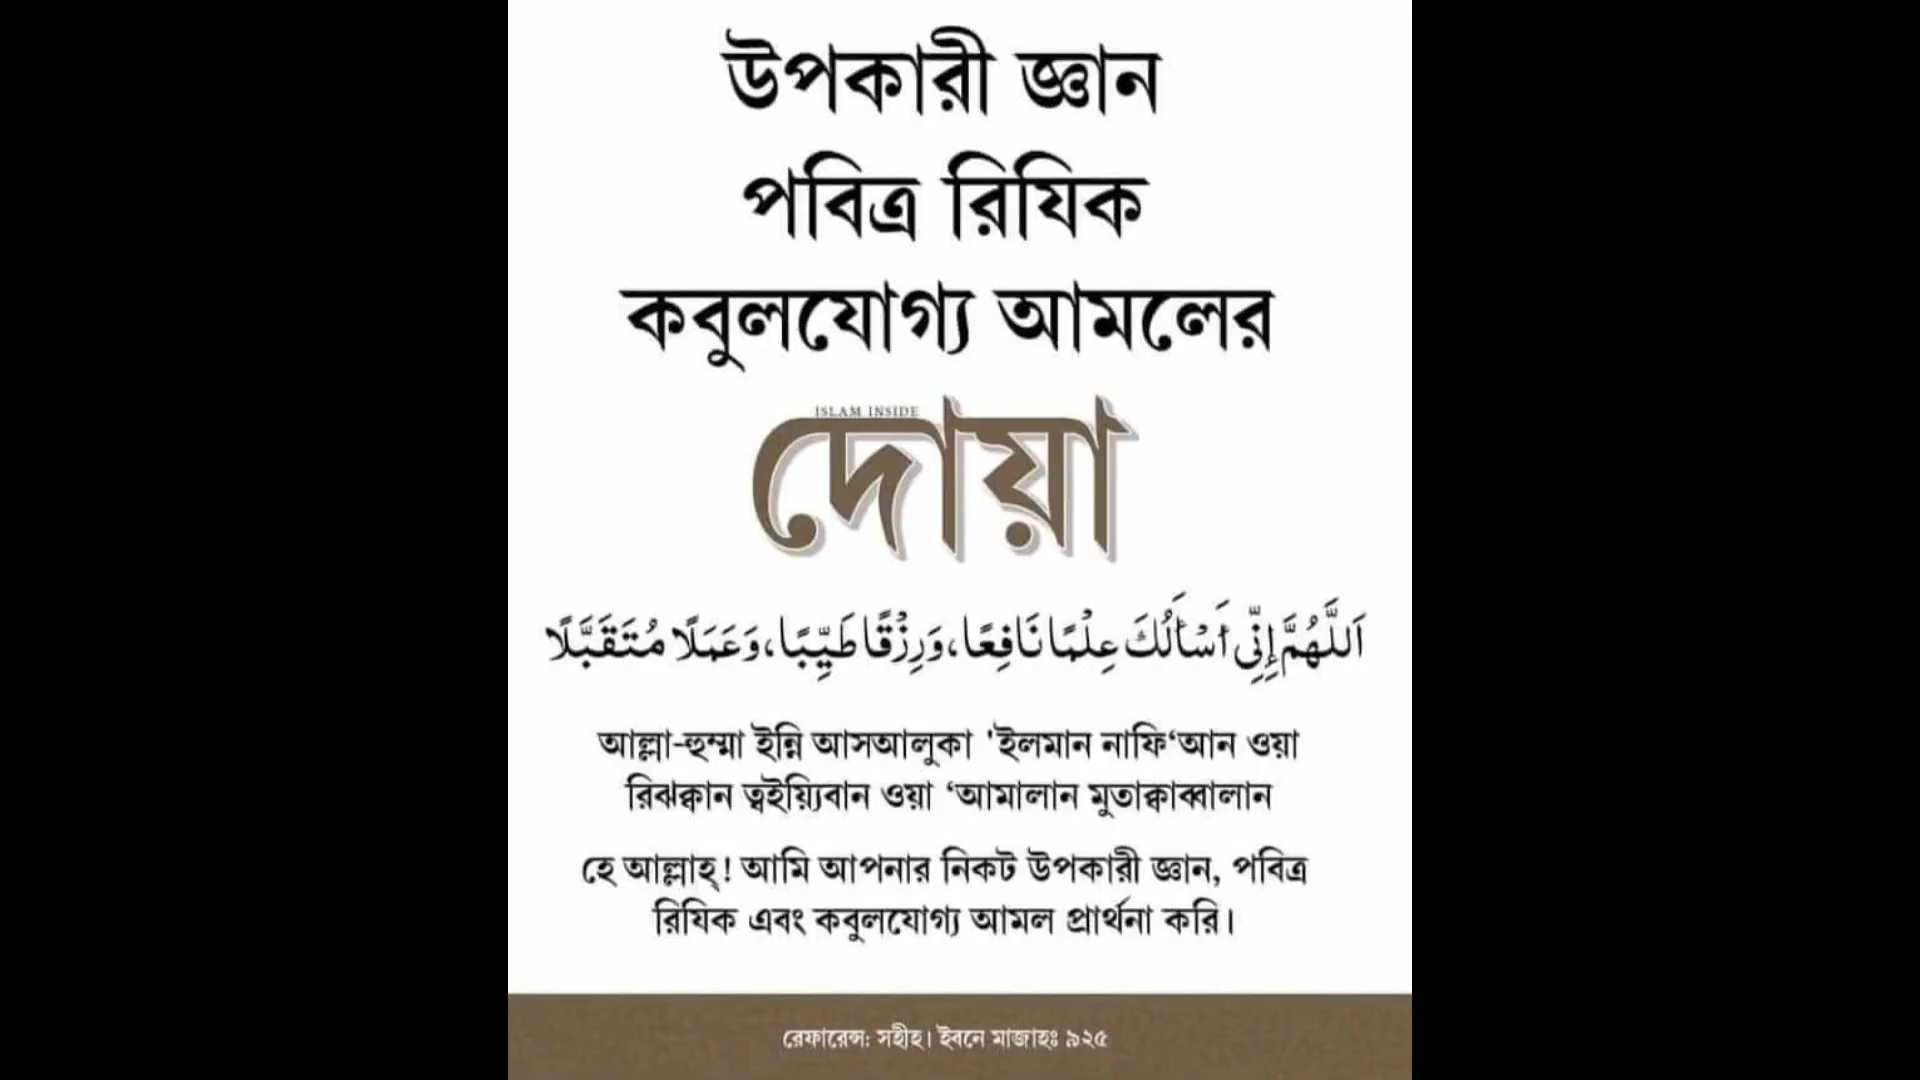 উপকারী জ্ঞান
পবিত্র রিযিক
কবুলযোগ্য আমলের
ISLAM INSIDE
দোয়া
اَللَّهُمَّ إِنِّي أَسْأَلُكَ عِلْمًا نَافِعًا، وَرِزْقًا طَيِّبًا، وَعَمَلًا مُتَقَبَّلًا
আল্লা-হুম্মা ইন্নি আসআলুকা 'ইলমান নাফি‘আন ওয়া
রিঝক্বান ত্বইয়্যিবান ওয়া ‘আমালান মুতাক্বাব্বালান
হে আল্লাহ্! আমি আপনার নিকট উপকারী জ্ঞান, পবিত্র
রিযিক এবং কবুলযোগ্য আমল প্রার্থনা করি।
রেফারেন্স: সহীহ। ইবনে মাজাহঃ ৯২৫